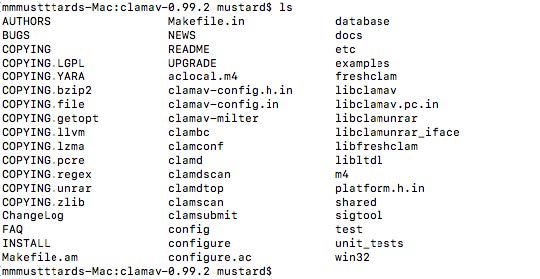 [mmmustttards-Mac:clamav-0.99.2 mustard$ ls
AUTHORS Makefile.in database
BUGS NEWS docs
COPYING README etc
COPYING.LGPL UPGRADE examples
COPYING.YARA aclocal.m4 freshclam
COPYING.bzip2 clamav-config.h.in libclamav
COPYING.file clamav-config.in libclamav.pc.in
COPYING.getopt clamav-milter libclamunrar
COPYING.llvm clambc libclamunrar_iface
COPYING.lzma clamconf libfreshclam
COPYING.pcre clamd libltdl
COPYING.regex clamdscan m4
COPYING.unrar clamdtop platform.h.in
COPYING.zlib clamscan shared
ChangeLog clamsubmit sigtool
FAQ config test
INSTALL configure unit_tests
Makefile.am configure.ac win32
[mmmustttards-Mac:clamav-0.99.2 mustard$